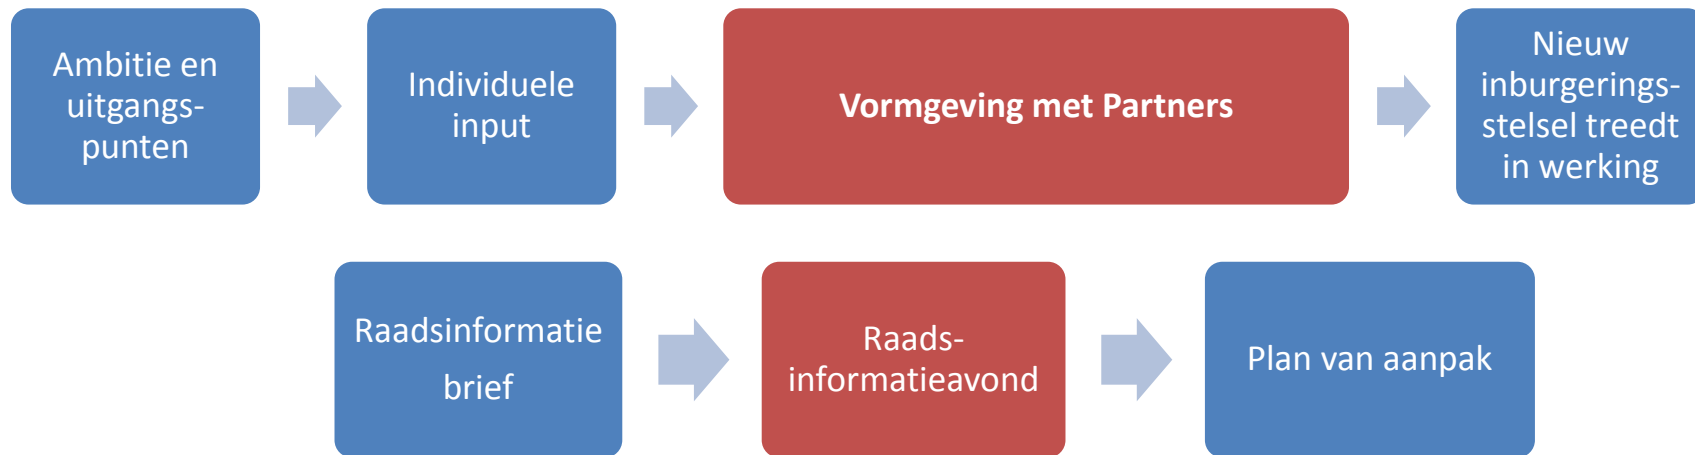 Ambitie en
uitgangs-
punten
Individuele
input
Vormgeving met Partners
Nieuw
inburgerings-
stelsel treedt
in werking
Raadsinformatie
brief
Raads-
informatieavond
Plan van aanpak